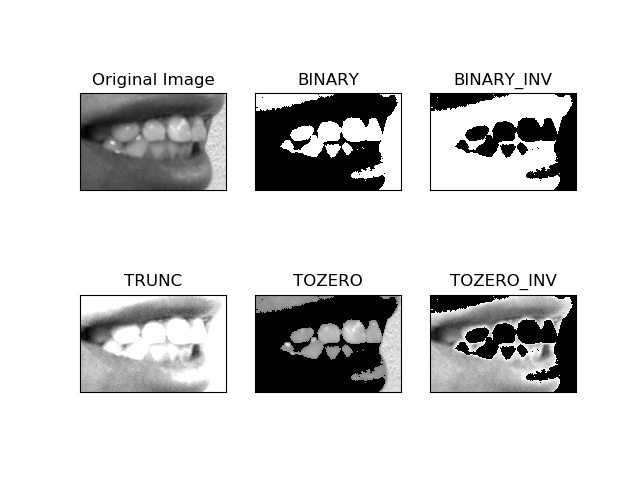 Original Image
BINARY
BINARY_INV
TRUNC
TOZERO
TOZERO_INV